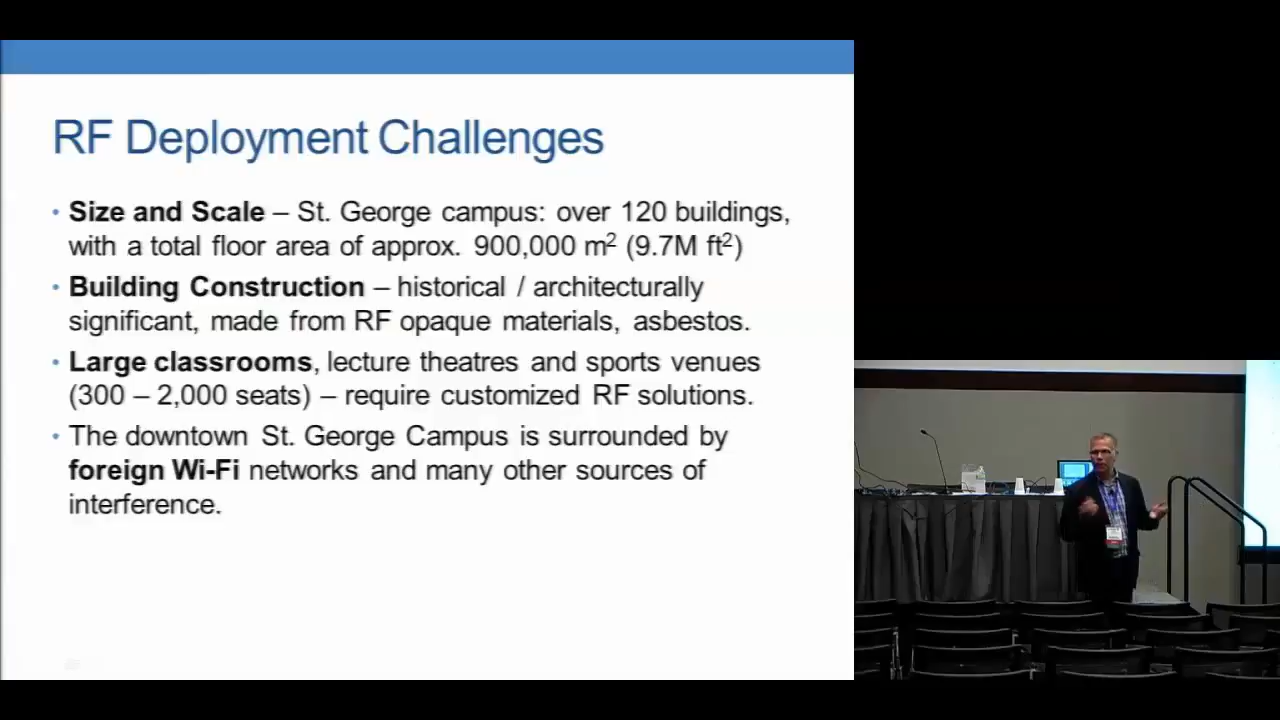 RF Deployment Challenges
• Size and Scale – St. George campus: over 120 buildings,
with a total floor area of approx. 900,000 m² (9.7M ft²)
• Building Construction – historical / architecturally
significant, made from RF opaque materials, asbestos.
• Large classrooms, lecture theatres and sports venues
(300 – 2,000 seats) – require customized RF solutions.
• The downtown St. George Campus is surrounded by
foreign Wi-Fi networks and many other sources of
interference.